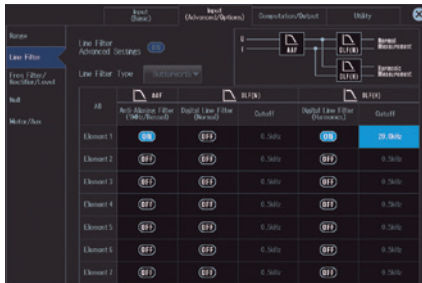 Input
(Basic)
Input
(Advanced/Options)
Computation/Output
Utility
Range
Line Filter
Freq Filter/
Rectifier/Level
Null
Motor/Aux
Line Filter
Advanced Settings
ON
Line Filter Type
Butterworth
U
I
AAF
DLF(N)
Normal
Measurement
DLF(H)
Harmonic
Measurement
AAF
DLF(N)
DLF(H)
All
Anti-Aliasing Filter
(1MHz/Bessel)
Digital Line Filter
(Normal)
Cutoff
Digital Line Filter
(Harmonics)
Cutoff
Element 1
ON
OFF
0.5kHz
ON
20.0kHz
Element 2
OFF
OFF
0.5kHz
OFF
0.5kHz
Element 3
OFF
OFF
0.5kHz
OFF
0.5kHz
Element 4
OFF
OFF
0.5kHz
OFF
0.5kHz
Element 5
OFF
OFF
0.5kHz
OFF
0.5kHz
Element 6
OFF
OFF
0.5kHz
OFF
0.5kHz
Element 7
OFF
OFF
0.5kHz
OFF
0.5kHz